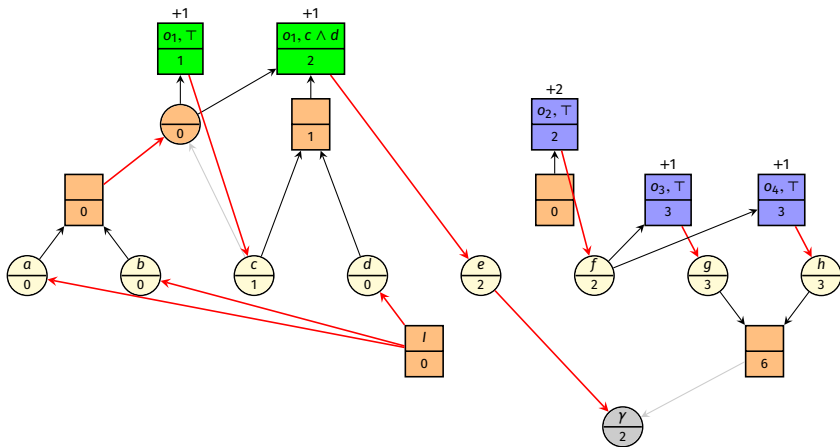 +1 +1
o₁, ⊤ o₁, c ∧ d
1 2
+2
o₂, ⊤
2
0
1
+1 +1
o₃, ⊤ o₄, ⊤
0 0 3 3
a b c d e f g h
0 0 1 0 2 2 3 3
I
0 6
γ
2